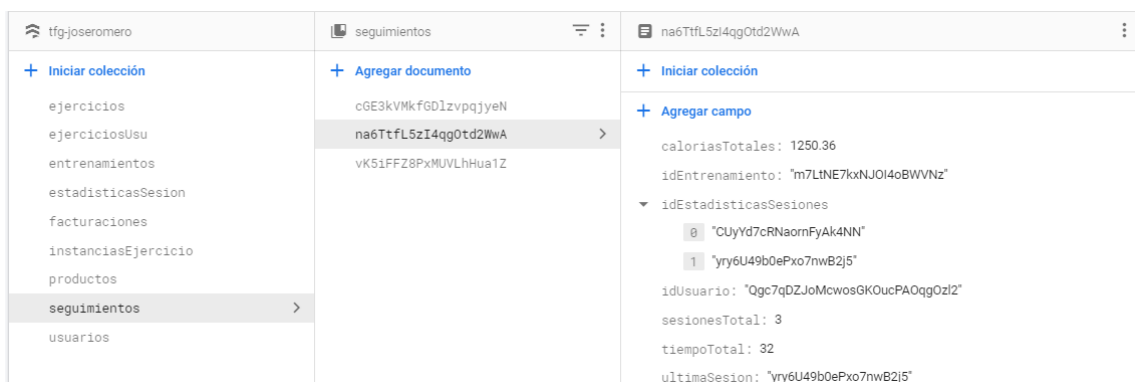 tfg-joseromero
Iniciar colección
ejercicios
ejerciciosUsu
entrenamientos
estadisticasSesion
facturaciones
instanciasEjercicio
productos
seguimientos
usuarios
seguimientos
Agregar documento
cGE3kVMkfGDlzvpqjyeN
na6TtfL5zI4qgOtd2WwA
vK5iFFZ8PxMUVLhHua1Z
na6TtfL5zI4qgOtd2WwA
Iniciar colección
Agregar campo
caloriasTotales: 1250.36
idEntrenamiento: "m7LtNE7kxNJOI4oBWVNz"
idEstadisticasSesiones
0 "CUyYd7cRNaornFyAk4NN"
1 "yry6U49b0ePxo7nwB2j5"
idUsuario: "Qgc7qDZJoMcwosGKOucPAOqgOzl2"
sesionesTotal: 3
tiempoTotal: 32
ultimaSesion: "yry6U49b0ePxo7nwB2j5"